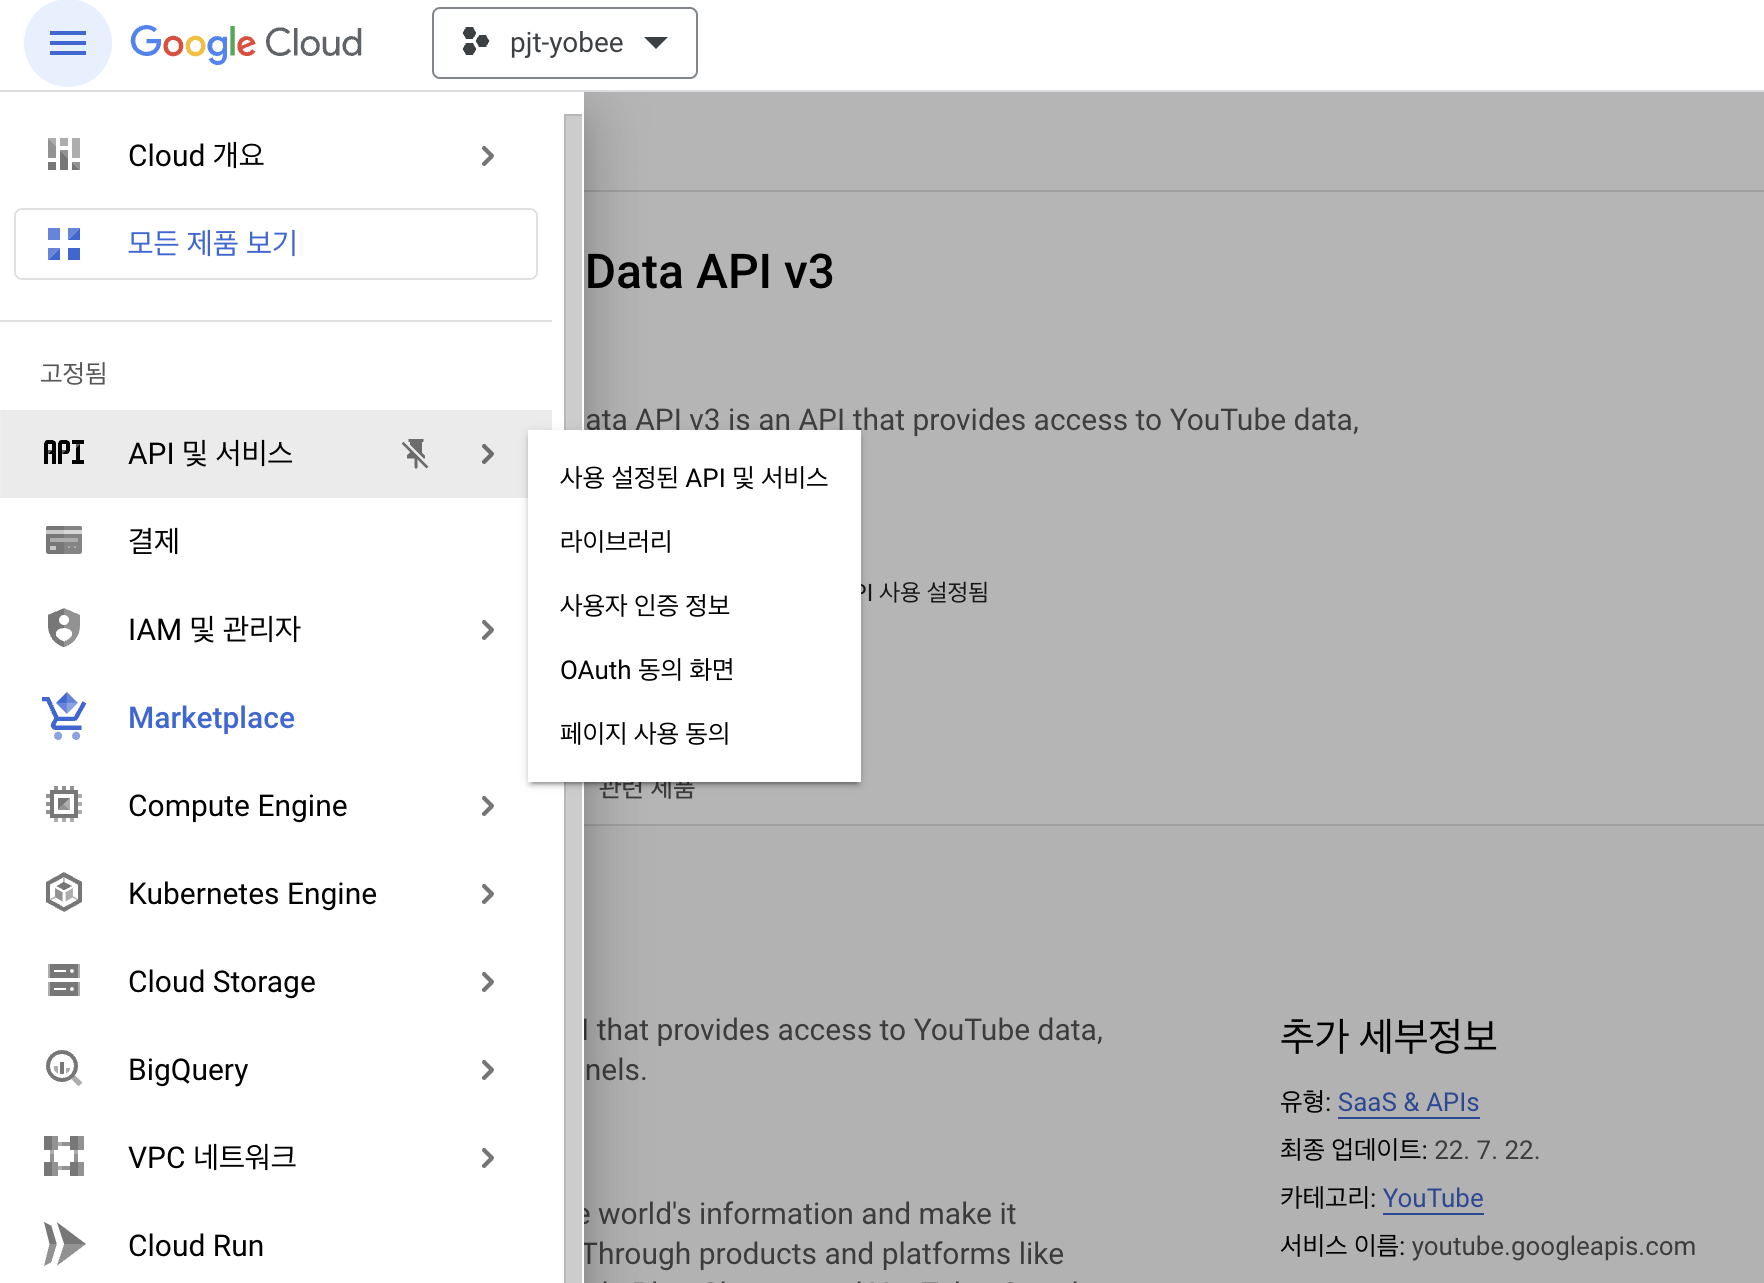 Google Cloud
pjt-yobee
Cloud 개요
모든 제품 보기
고정됨
API API 및 서비스
결제
IAM 및 관리자
Marketplace
Compute Engine
Kubernetes Engine
Cloud Storage
BigQuery
VPC 네트워크
Cloud Run
사용 설정된 API 및 서비스
라이브러리
사용자 인증 정보
OAuth 동의 화면
페이지 사용 동의
Data API v3
ata API v3 is an API that provides access to YouTube data,
PI 사용 설정됨
관련 제품
I that provides access to YouTube data,
nels.
e world's information and make it
Through products and platforms like
추가 세부정보
유형: SaaS & APIs
최종 업데이트: 22. 7. 22.
카테고리: YouTube
서비스 이름: youtube.googleapis.com